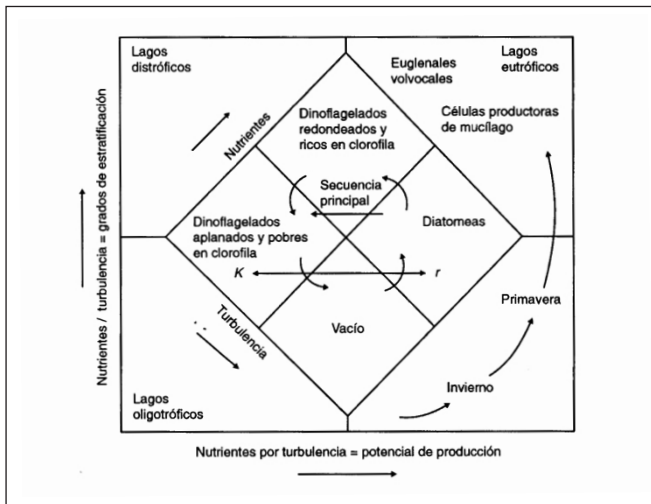 Lagos
distróficos
Euglenales
volvocales
Lagos
eutróficos
Células productoras
de mucílago
Dinoflagelados
redondeados y
ricos en clorofila
Nutrientes
Secuencia
principal
Dinoflagelados
aplanados y pobres
en clorofila
Diatomeas
K
r
Turbulencia
Vacío
Primavera
Invierno
Lagos
oligotróficos
Nutrientes / turbulencia = grados de estratificación
Nutrientes por turbulencia = potencial de producción